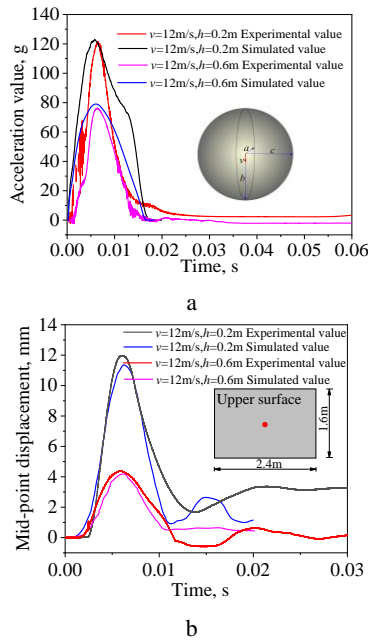 v=12m/s,h=0.2m Experimental value
v=12m/s,h=0.2m Simulated value
v=12m/s,h=0.6m Experimental value
v=12m/s,h=0.6m Simulated value
Acceleration value, g
140
120
100
80
60
40
20
0
-20
a
c
v
b
0.00 0.01 0.02 0.03 0.04 0.05 0.06
Time, s
a
v=12m/s,h=0.2m Experimental value
v=12m/s,h=0.2m Simulated value
v=12m/s,h=0.6m Experimental value
v=12m/s,h=0.6m Simulated value
Mid-point displacement, mm
14
12
10
8
6
4
2
0
Upper surface
1.6m
2.4m
0.00 0.01 0.02 0.03
Time, s
b